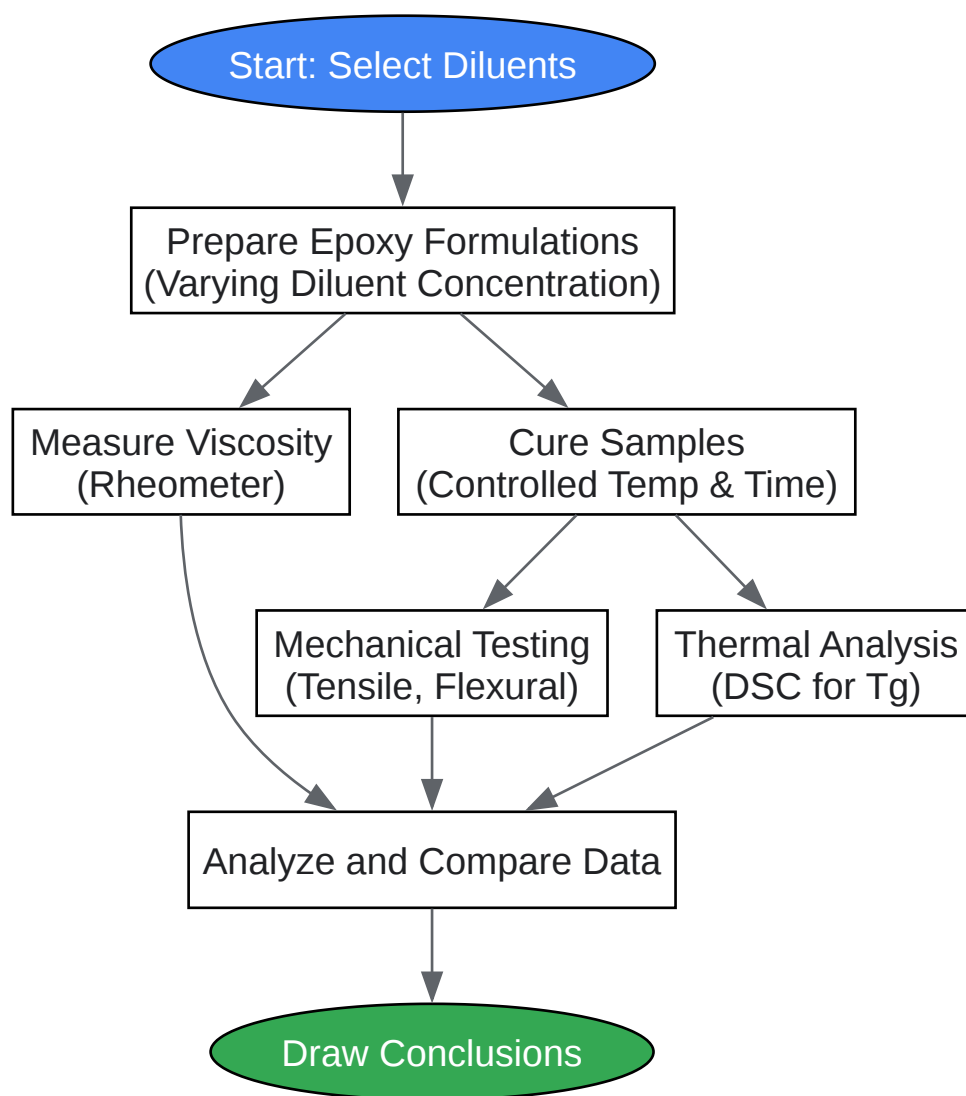 Start: Select Diluents
Prepare Epoxy Formulations
(Varying Diluent Concentration)
Measure Viscosity
(Rheometer)
Cure Samples
(Controlled Temp & Time)
Mechanical Testing
(Tensile, Flexural)
Thermal Analysis
(DSC for Tg)
Analyze and Compare Data
Draw Conclusions